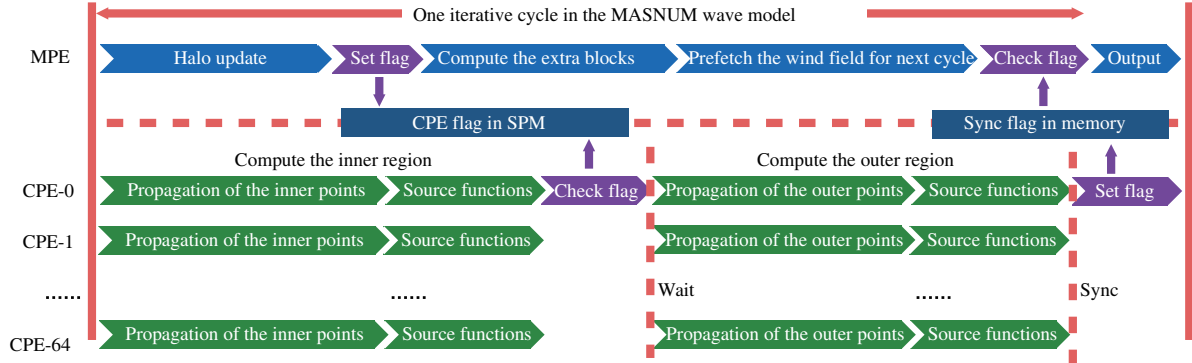 One iterative cycle in the MASNUM wave model
MPE Halo update Set flag Compute the extra blocks Prefetch the wind field for next cycle Check flag Output
CPE flag in SPM Sync flag in memory
Compute the inner region Compute the outer region
CPE-0 Propagation of the inner points Source functions Check flag Propagation of the outer points Source functions Set flag
CPE-1 Propagation of the inner points Source functions Propagation of the outer points Source functions
...... ...... Wait ...... Sync
CPE-64 Propagation of the inner points Source functions Propagation of the outer points Source functions